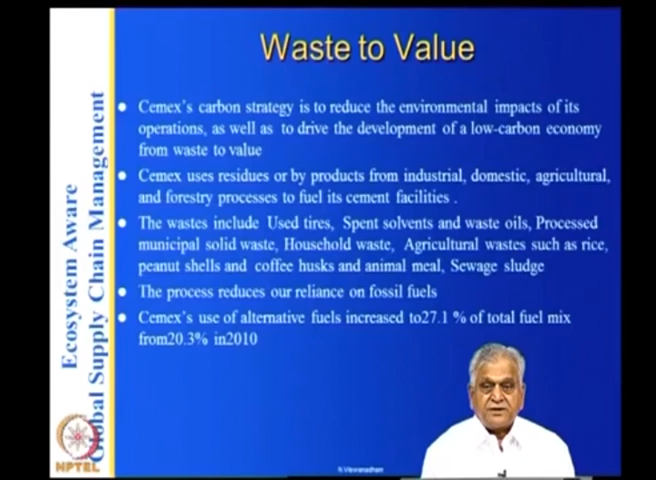 Waste to Value
Cemex's carbon strategy is to reduce the environmental impacts of its
operations, as well as to drive the development of a low-carbon economy
from waste to value
Cemex uses residues or by products from industrial, domestic, agricultural,
and forestry processes to fuel its cement facilities .
The wastes include Used tires, Spent solvents and waste oils, Processed
municipal solid waste, Household waste, Agricultural wastes such as rice,
peanut shells and coffee husks and animal meal, Sewage sludge
The process reduces our reliance on fossil fuels
Cemex's use of alternative fuels increased to27.1 % of total fuel mix
from20.3% in2010
Ecosystem Aware
Global Supply Chain Management
NPTEL
N.Viswanadham